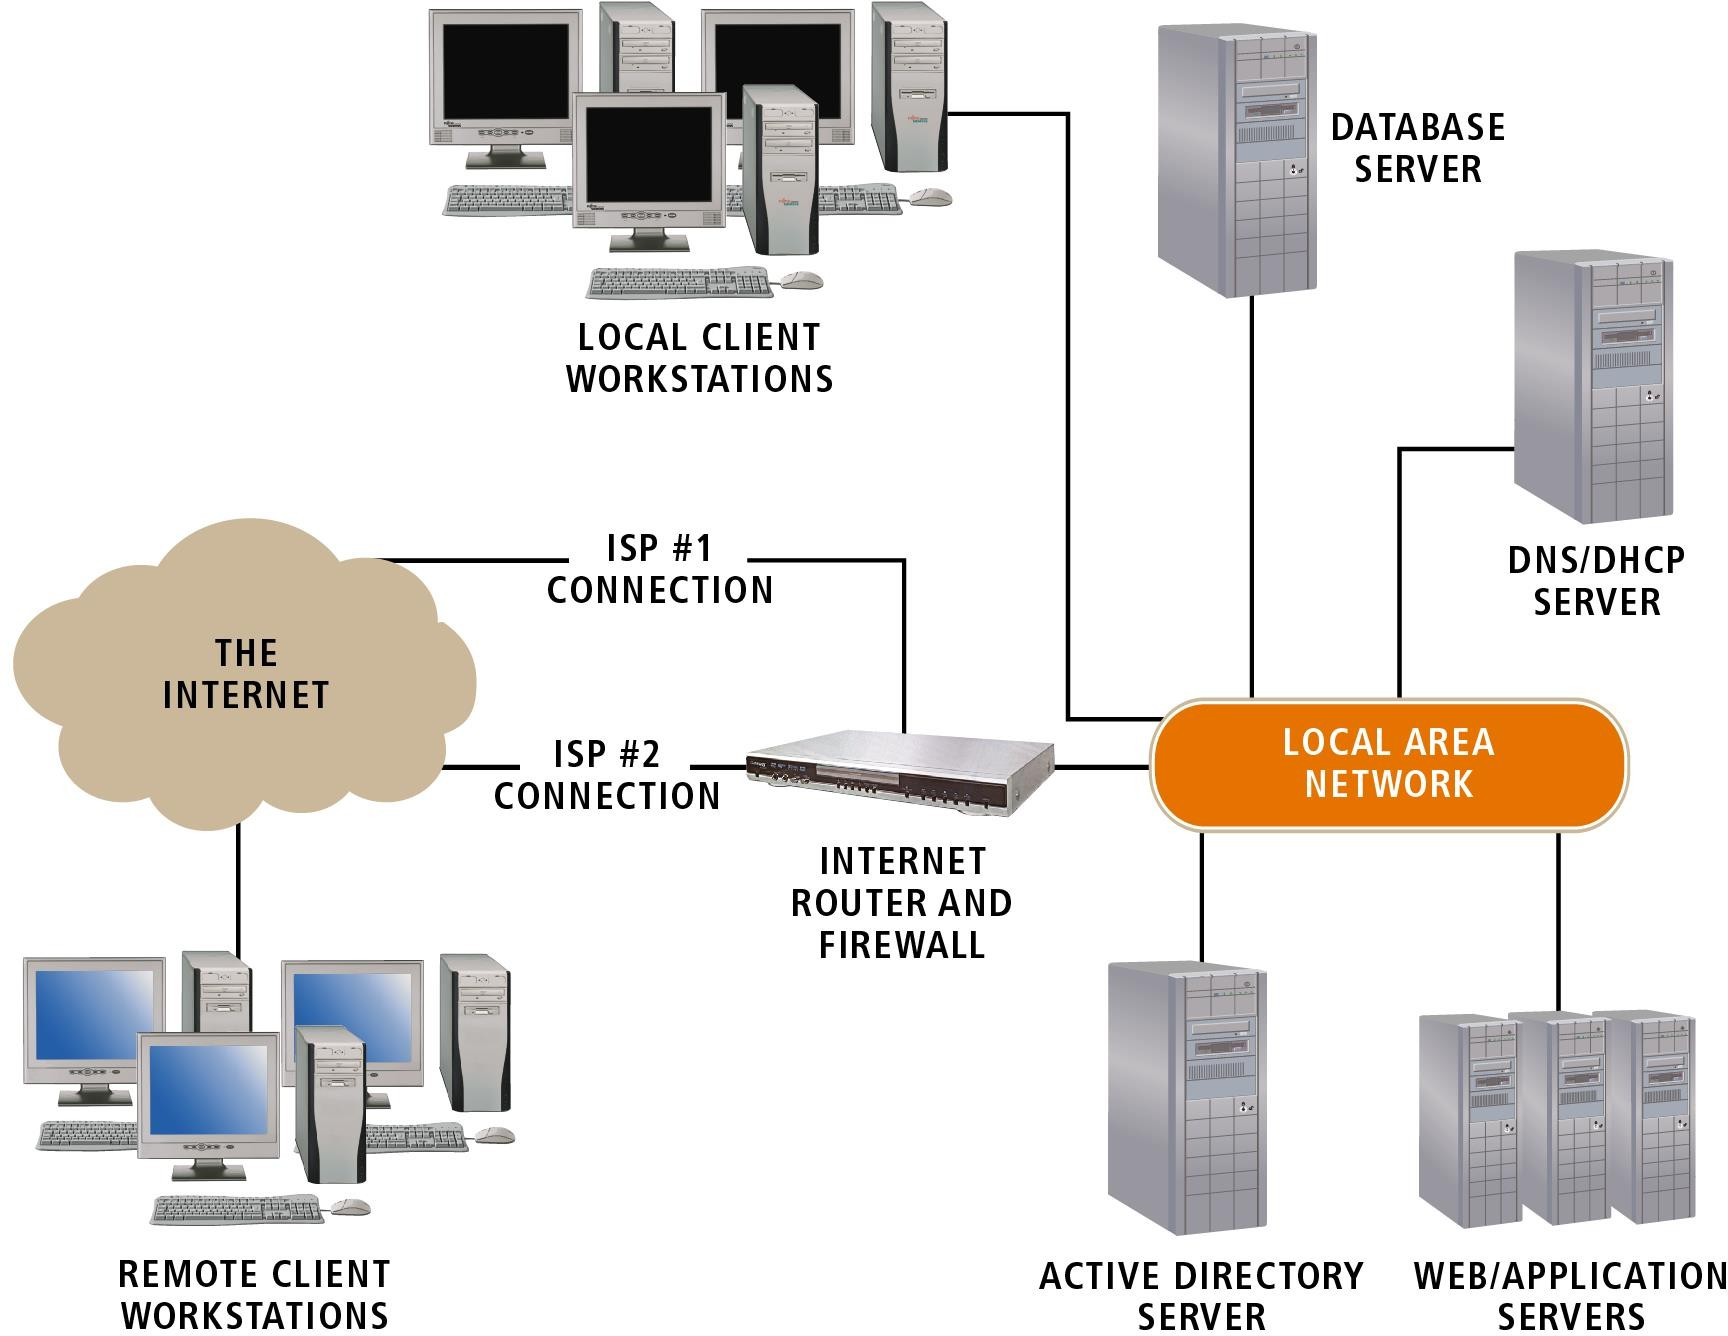 DATABASE
SERVER
LOCAL CLIENT
WORKSTATIONS
DNS/DHCP
SERVER
ISP #1
CONNECTION
THE
INTERNET
ISP #2
CONNECTION
LOCAL AREA
NETWORK
INTERNET
ROUTER AND
FIREWALL
REMOTE CLIENT
WORKSTATIONS
ACTIVE DIRECTORY
SERVER
WEB/APPLICATION
SERVERS